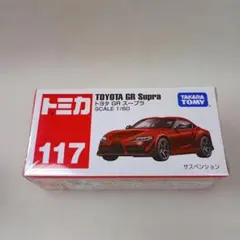 トミカ
117
TOYOTA GR Supra
トヨタ GR スープラ
SCALE 1/60
TAKARA
TOMY
サスペンション